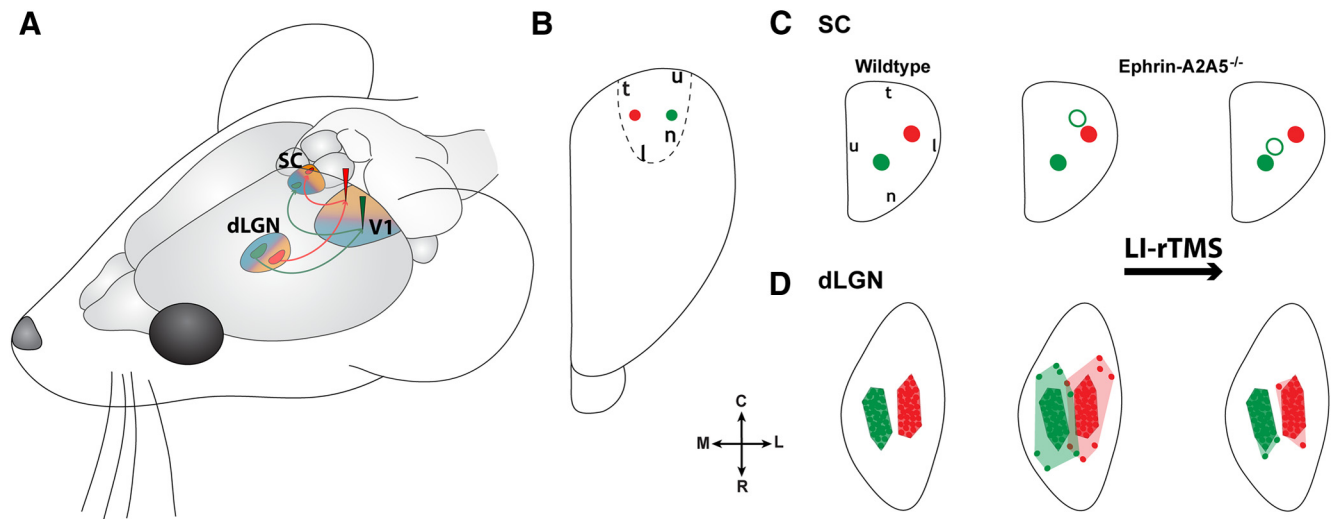 A
SC
dLGN
V1
B
t
u
n
l
C
M
L
R
C SC
Wildtype
Ephrin-A2A5-/-
t
u
l
n
LI-rTMS
D dLGN